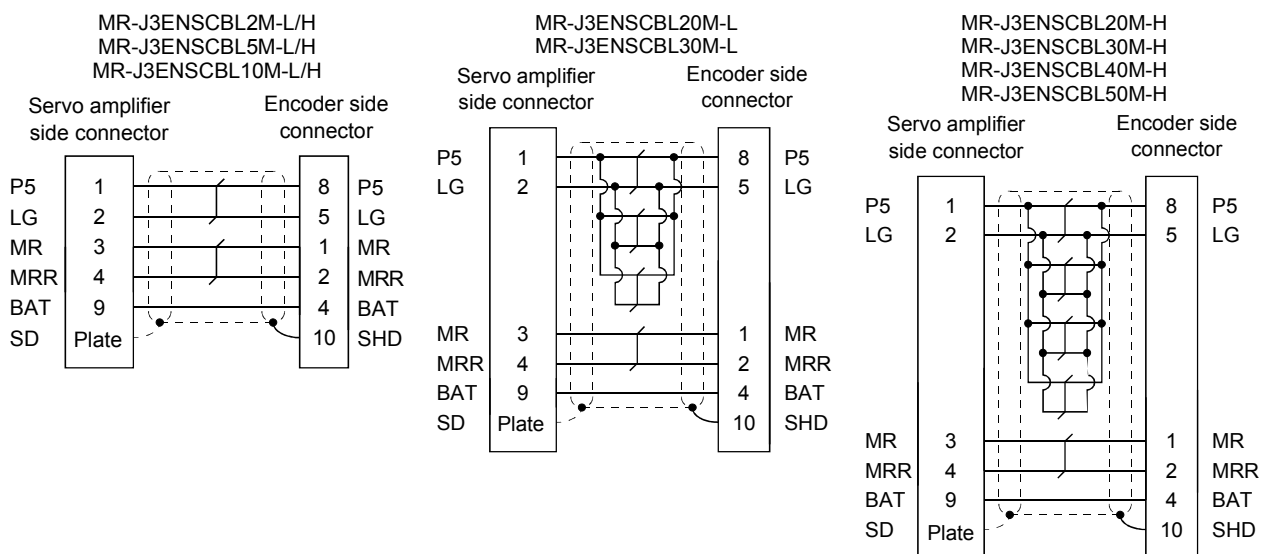 MR-J3ENSCBL2M-L/H
MR-J3ENSCBL5M-L/H
MR-J3ENSCBL10M-L/H
Servo amplifier
side connector
Encoder side
connector
P5 1 8 P5
LG 2 5 LG
MR 3 1 MR
MRR 4 2 MRR
BAT 9 4 BAT
SD Plate 10 SHD
MR-J3ENSCBL20M-L
MR-J3ENSCBL30M-L
Servo amplifier
side connector
Encoder side
connector
P5 1 8 P5
LG 2 5 LG
MR 3 1 MR
MRR 4 2 MRR
BAT 9 4 BAT
SD Plate 10 SHD
MR-J3ENSCBL20M-H
MR-J3ENSCBL30M-H
MR-J3ENSCBL40M-H
MR-J3ENSCBL50M-H
Servo amplifier
side connector
Encoder side
connector
P5 1 8 P5
LG 2 5 LG
MR 3 1 MR
MRR 4 2 MRR
BAT 9 4 BAT
SD Plate 10 SHD